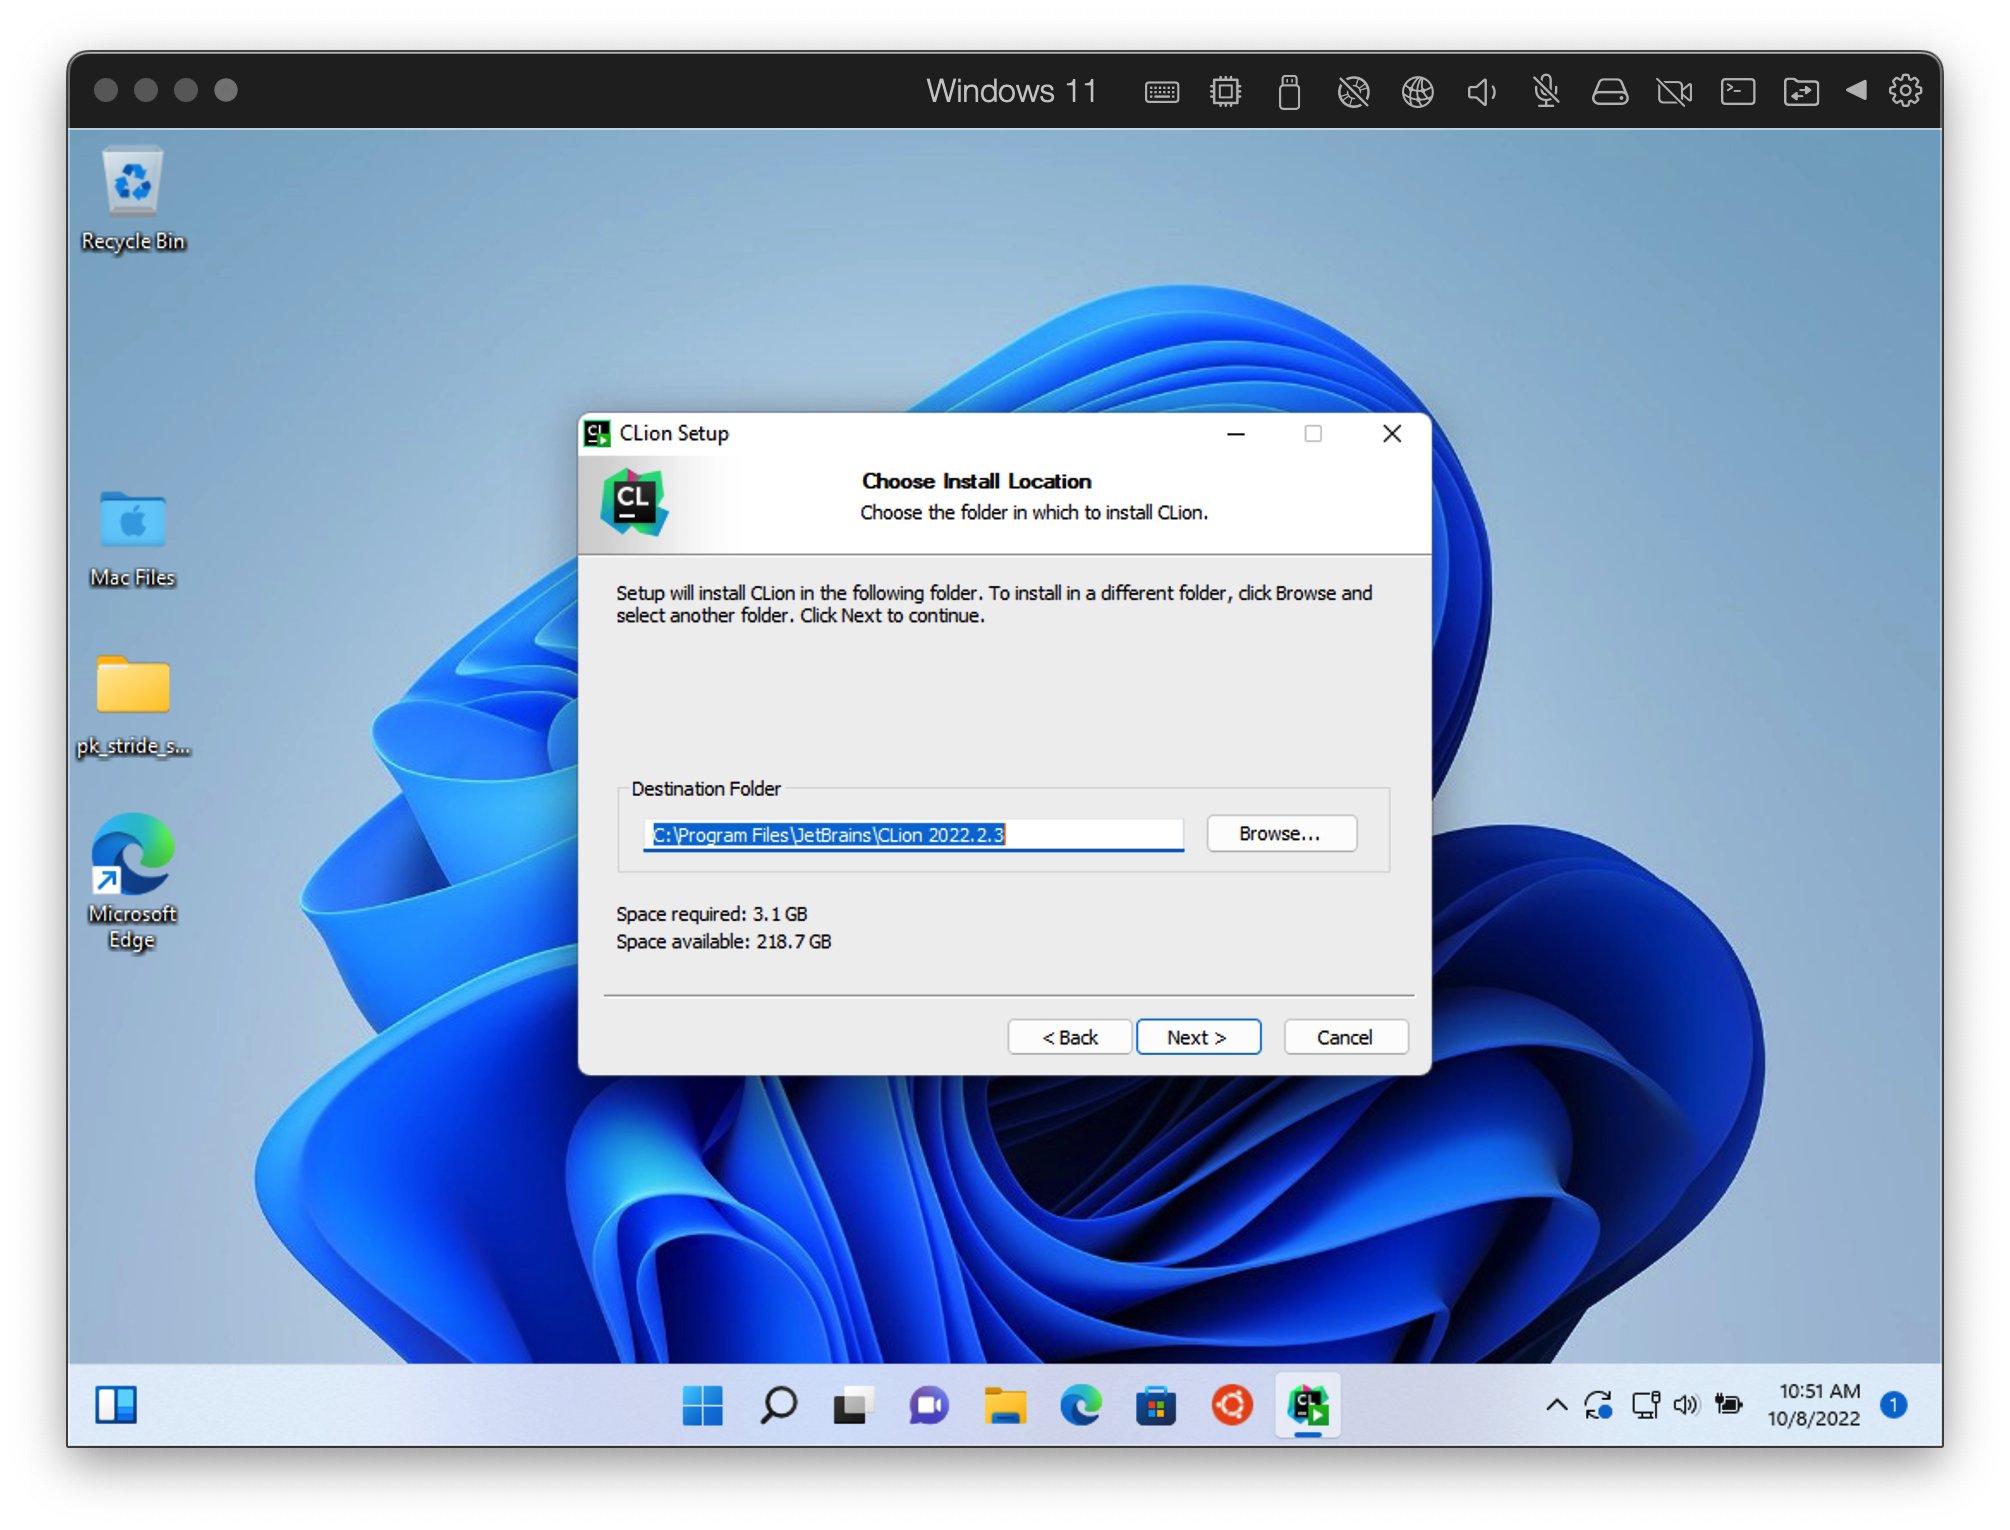 Windows 11
Recycle Bin
Mac Files
pk_stride_s...
Microsoft
Edge
CL
CLion Setup
CL
Choose Install Location
Choose the folder in which to install CLion.
Setup will install CLion in the following folder. To install in a different folder, click Browse and
select another folder. Click Next to continue.
Destination Folder
C:\Program Files\JetBrains\CLion 2022.2.3
Browse...
Space required: 3.1 GB
Space available: 218.7 GB
< Back
Next >
Cancel
CL
10:51 AM
10/8/2022
1